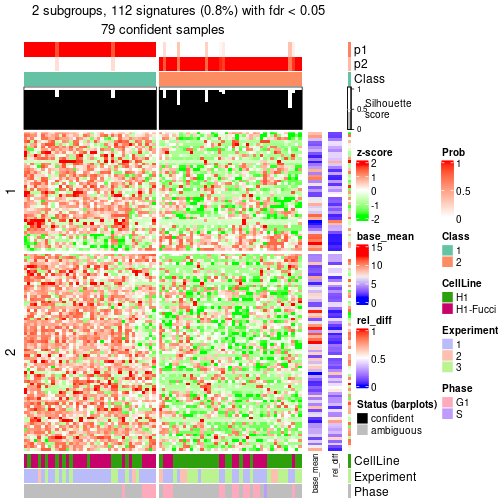 2 subgroups, 112 signatures (0.8%) with fdr < 0.05
79 confident samples
p1
p2
Class
1
0.5
0
Silhouette
score
1
2
z-score
2
1
0
-1
-2
base_mean
15
10
5
0
rel_diff
1
0.5
0
Status (barplots)
confident
ambiguous
Prob
1
0.5
0
Class
1
2
CellLine
H1
H1-Fucci
Experiment
1
2
3
Phase
G1
S
base_mean
rel_diff
CellLine
Experiment
Phase